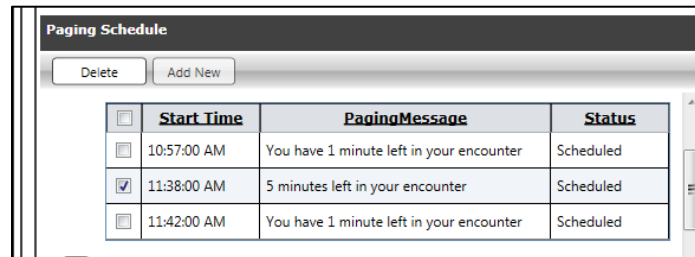 Paging Schedule
Delete Add New
Start Time PagingMessage Status
10:57:00 AM You have 1 minute left in your encounter Scheduled
11:38:00 AM 5 minutes left in your encounter Scheduled
11:42:00 AM You have 1 minute left in your encounter Scheduled